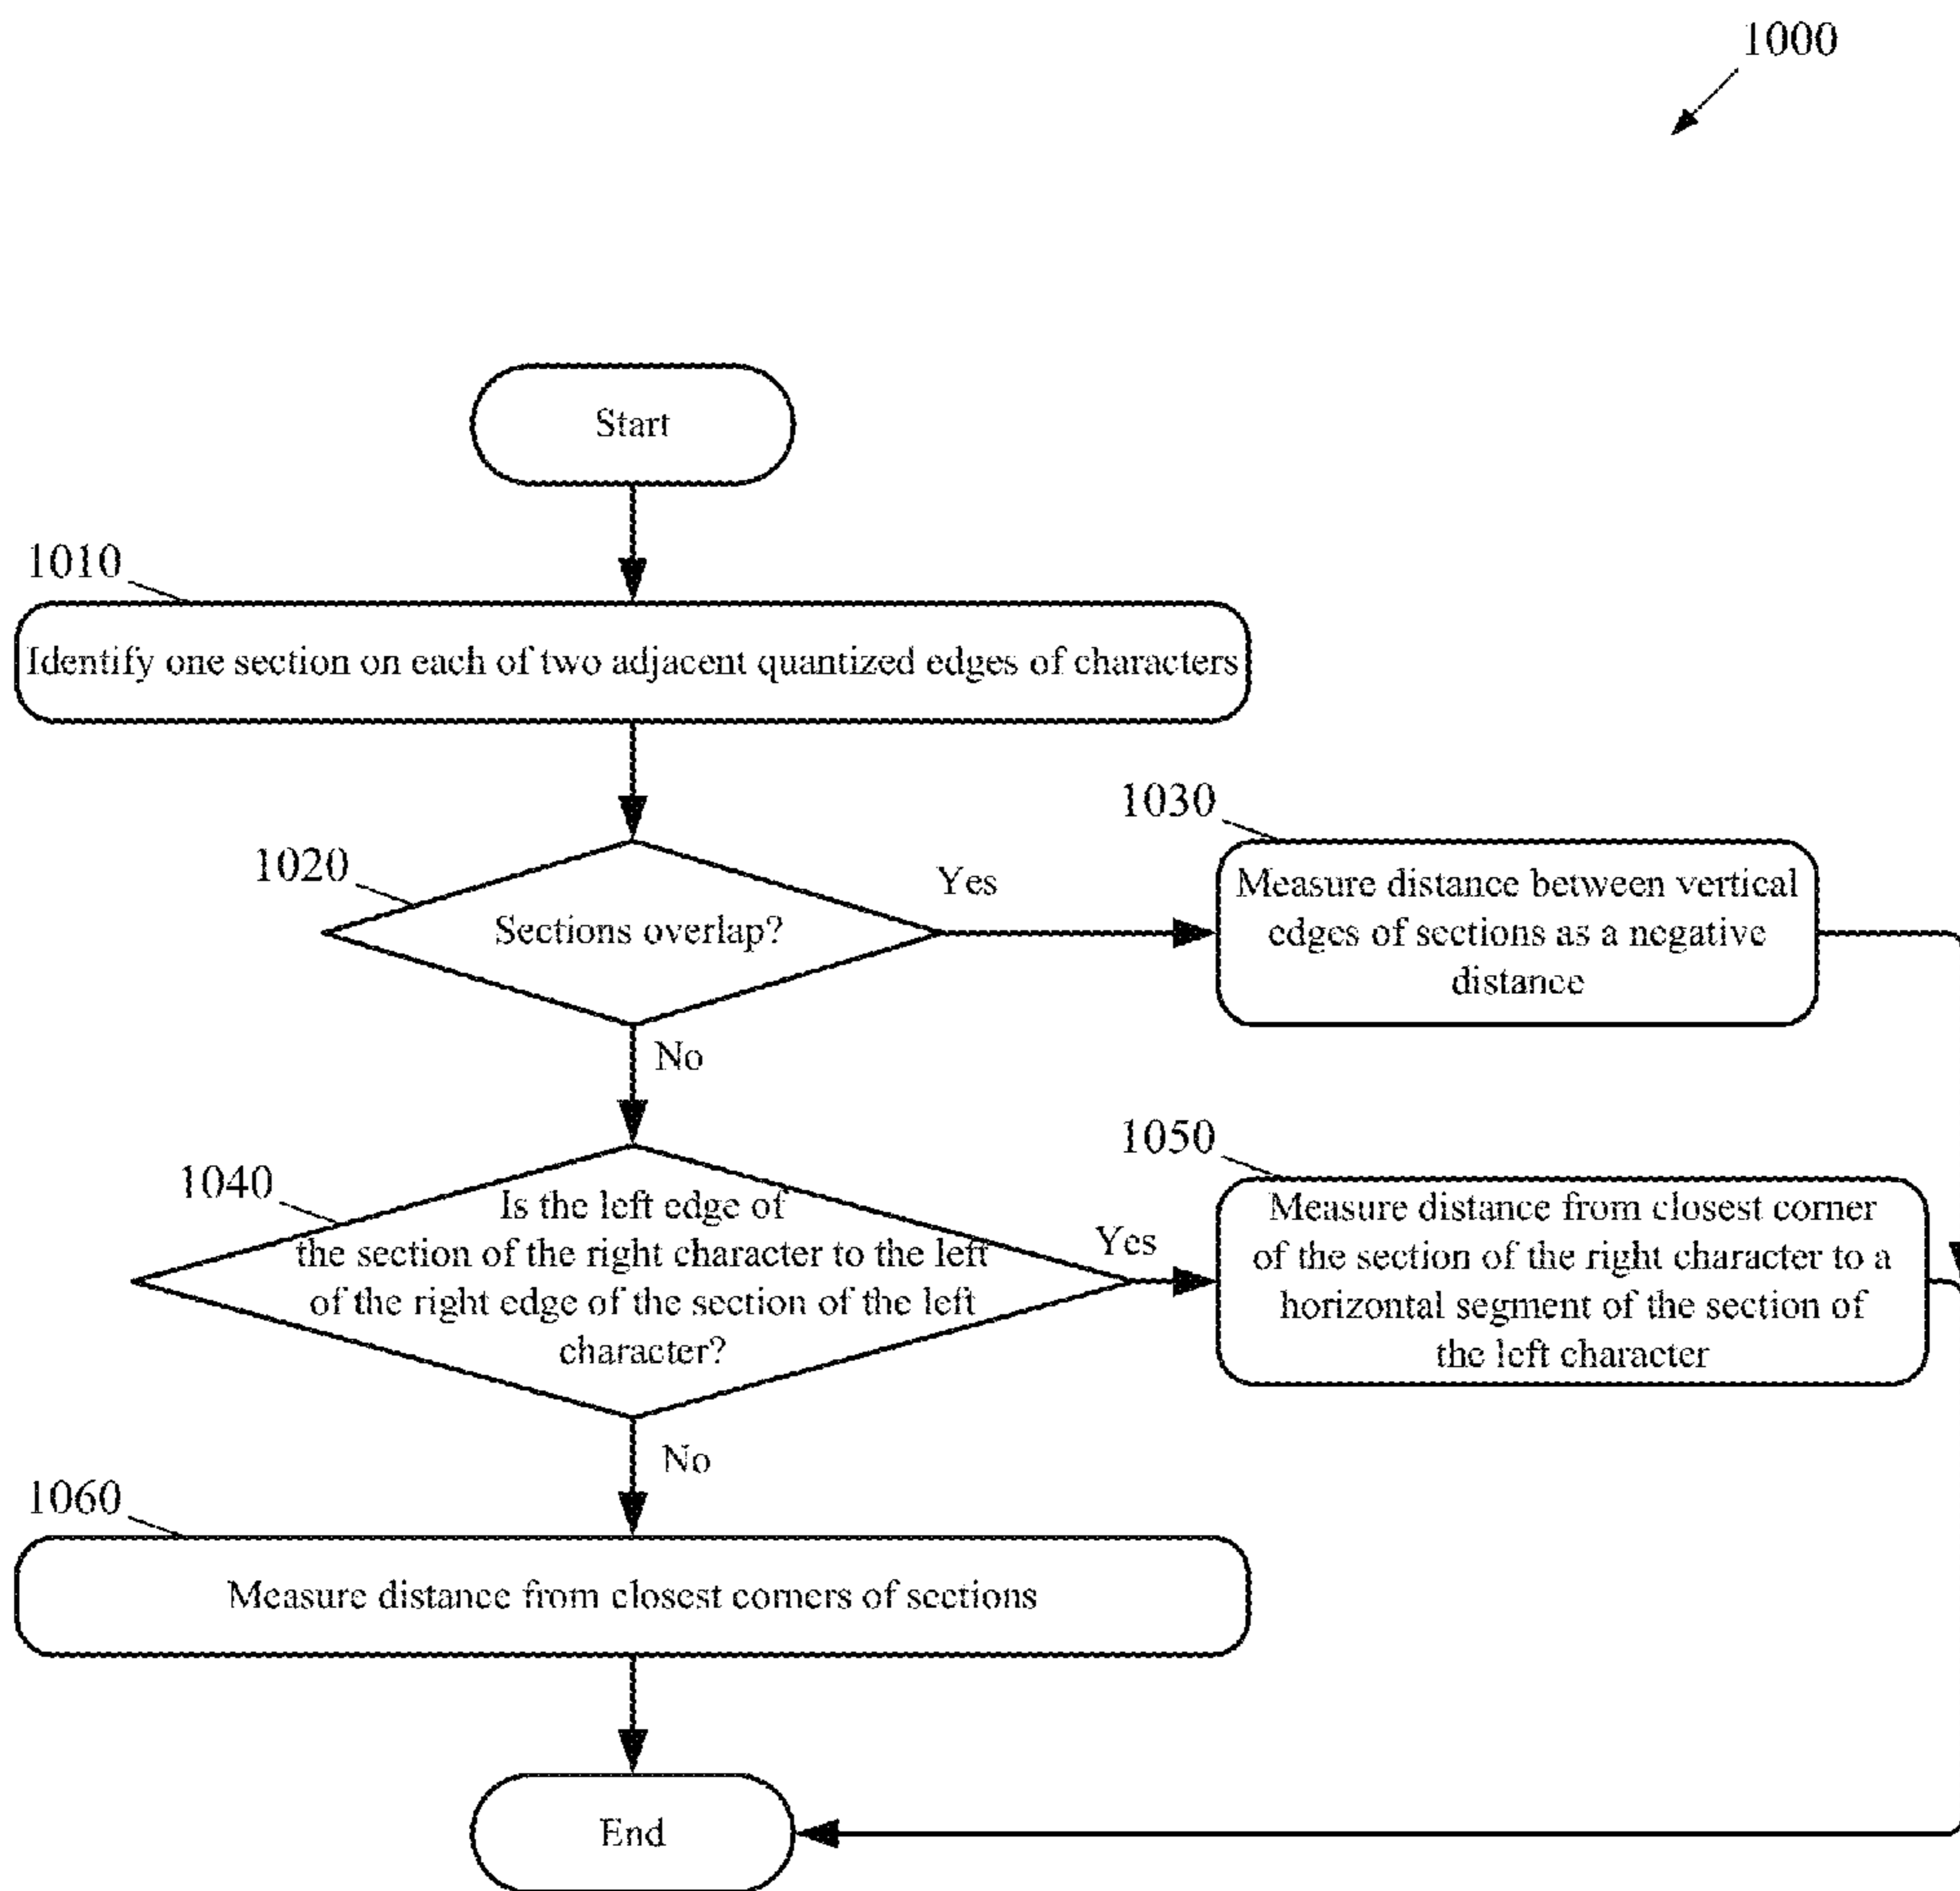 1000
Start
1010
Identify one section on each of two adjacent quantized edges of characters
1020
Sections overlap?
Yes
1030
Measure distance between vertical
edges of sections as a negative
distance
No
1040
Is the left edge of
the section of the right character to the left
of the right edge of the section of the left
character?
Yes
1050
Measure distance from closest corner
of the section of the right character to a
horizontal segment of the section of
the left character
No
1060
Measure distance from closest corners of sections
End